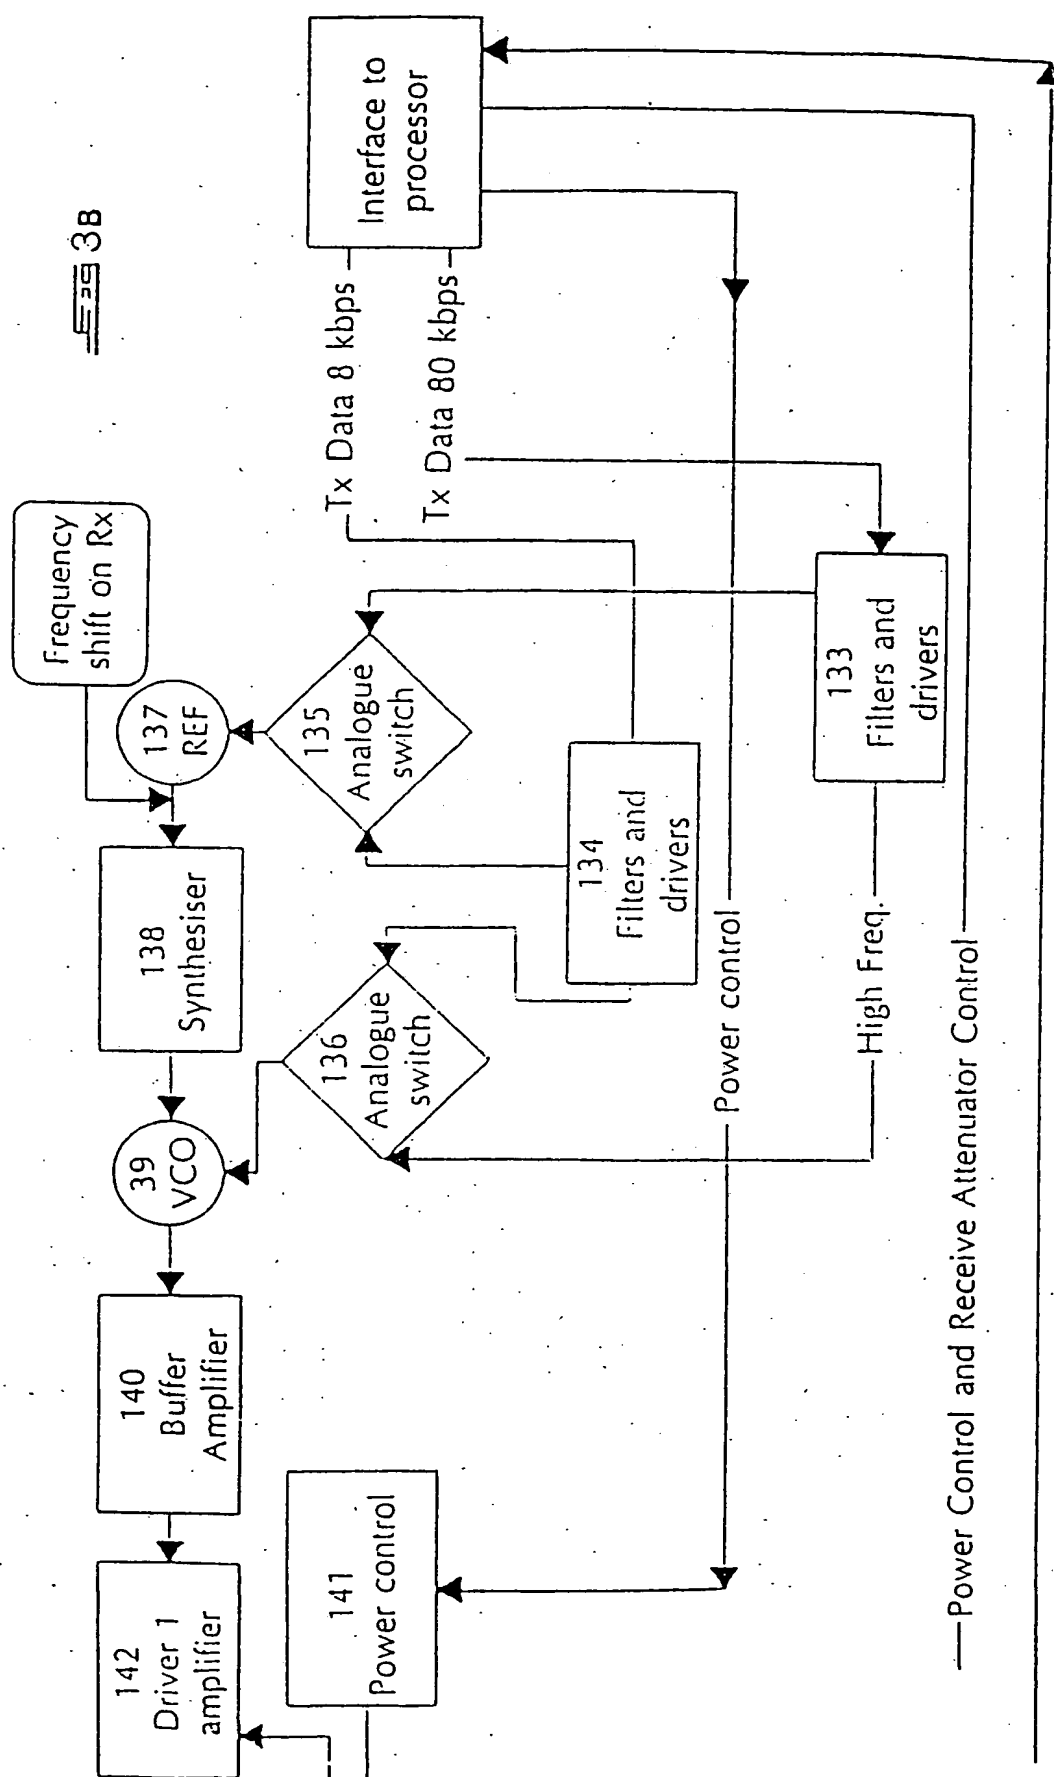 Fig 3B
Frequency
shift on Rx
Interface to
processor
Tx Data 8 kbps
Tx Data 80 kbps
137
REF
135
Analogue
switch
138
Synthesiser
134
Filters and
drivers
133
Filters and
drivers
39
VCO
136
Analogue
switch
Power control
High Freq.
140
Buffer
Amplifier
142
Driver 1
amplifier
141
Power control
Power Control and Receive Attenuator Control